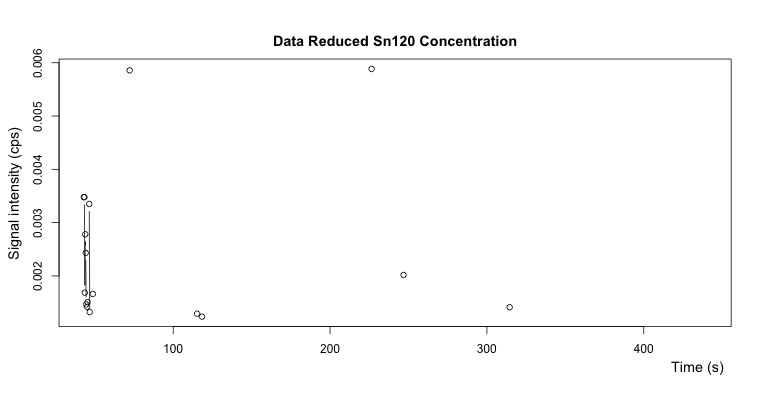 Data Reduced Sn120 Concentration
Signal intensity (cps)
0.006
0.005
0.004
0.003
0.002
100 200 300 400
Time (s)